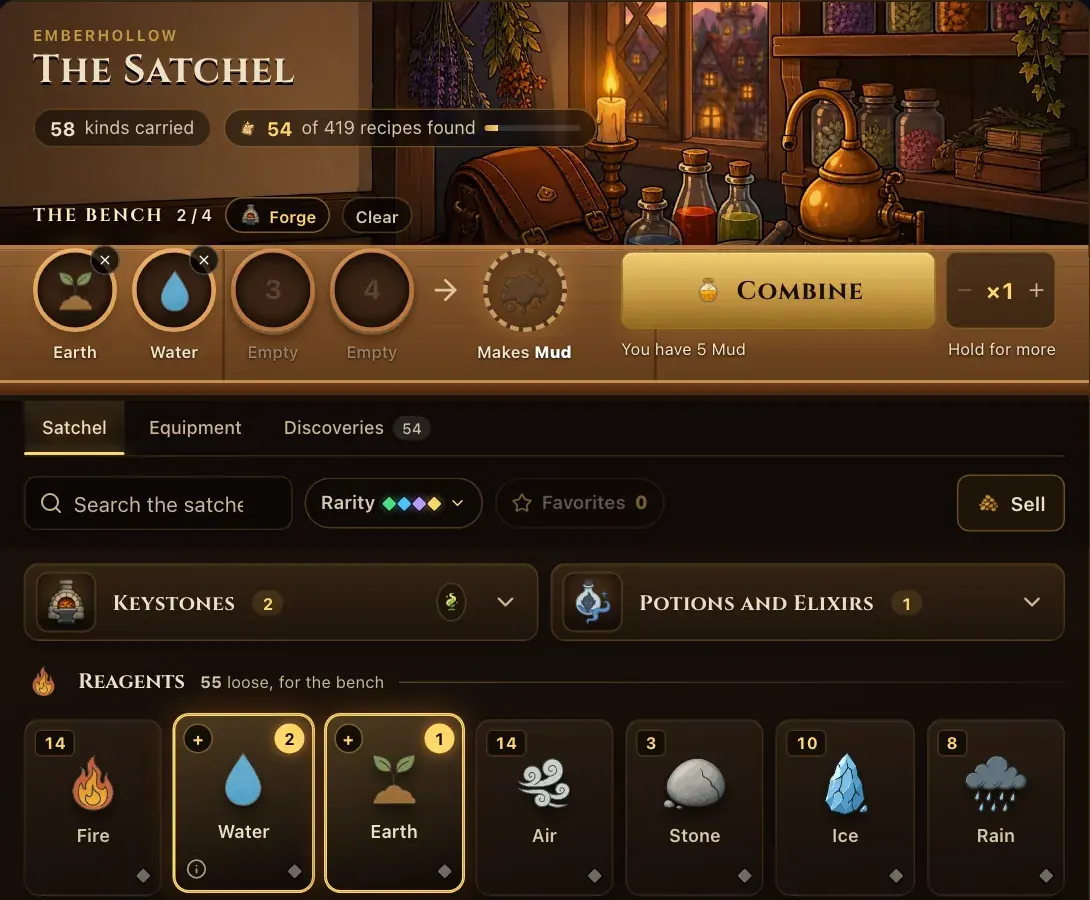 EMBERHOLLOW
THE SATCHEL
58 kinds carried
54 of 419 recipes found
THE BENCH 2/4 Forge Clear
3 4 COMBINE − ×1 +
Earth Water Empty Empty Makes Mud You have 5 Mud Hold for more
Satchel Equipment Discoveries 54
Search the satche Rarity Favorites 0 Sell
KEYSTONES 2 POTIONS AND ELIXIRS 1
REAGENTS 55 loose, for the bench
14 + 2 + 1 14 3 10 8
Fire Water Earth Air Stone Ice Rain